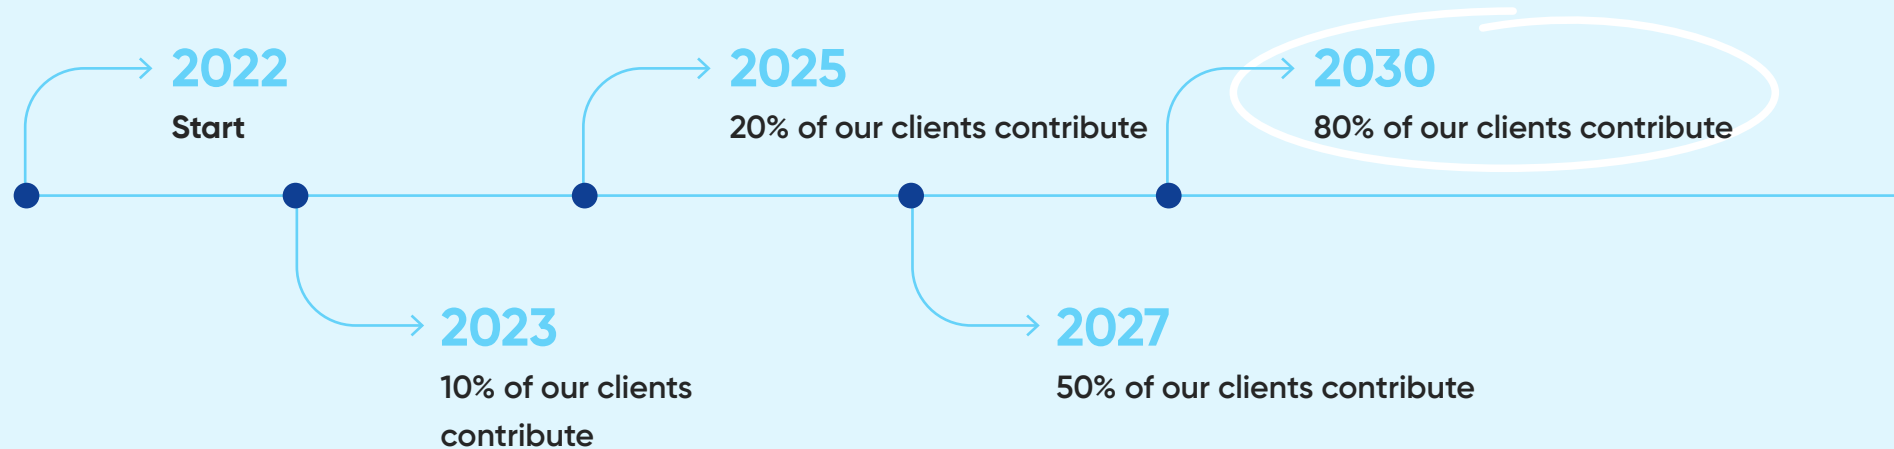 2022
Start
2023
10% of our clients
contribute
2025
20% of our clients contribute
2027
50% of our clients contribute
2030
80% of our clients contribute